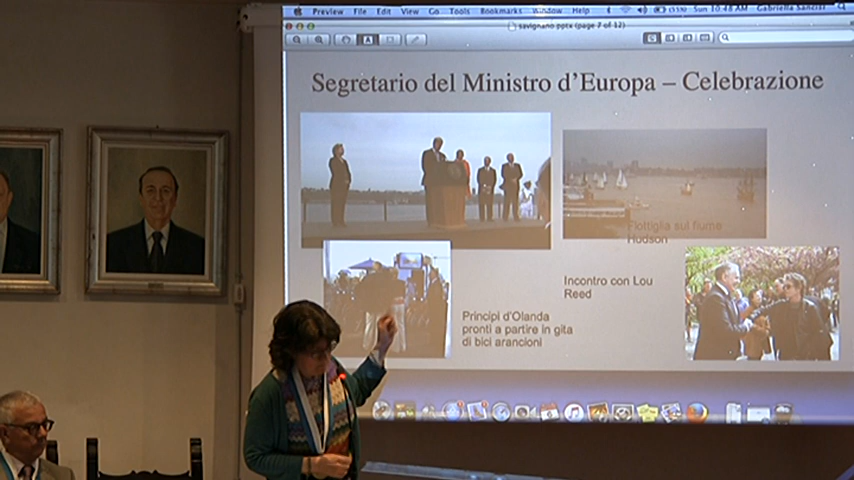 Preview File Edit View Go Tools Bookmarks Window Help Sun 10:48 AM
savignano.pptx (page 7 of 12)
Segretario del Ministro d'Europa – Celebrazione
Flottiglia sul fiume
Hudson
Incontro con Lou
Reed
Principi d'Olanda
pronti a partire in gita
di bici arancioni